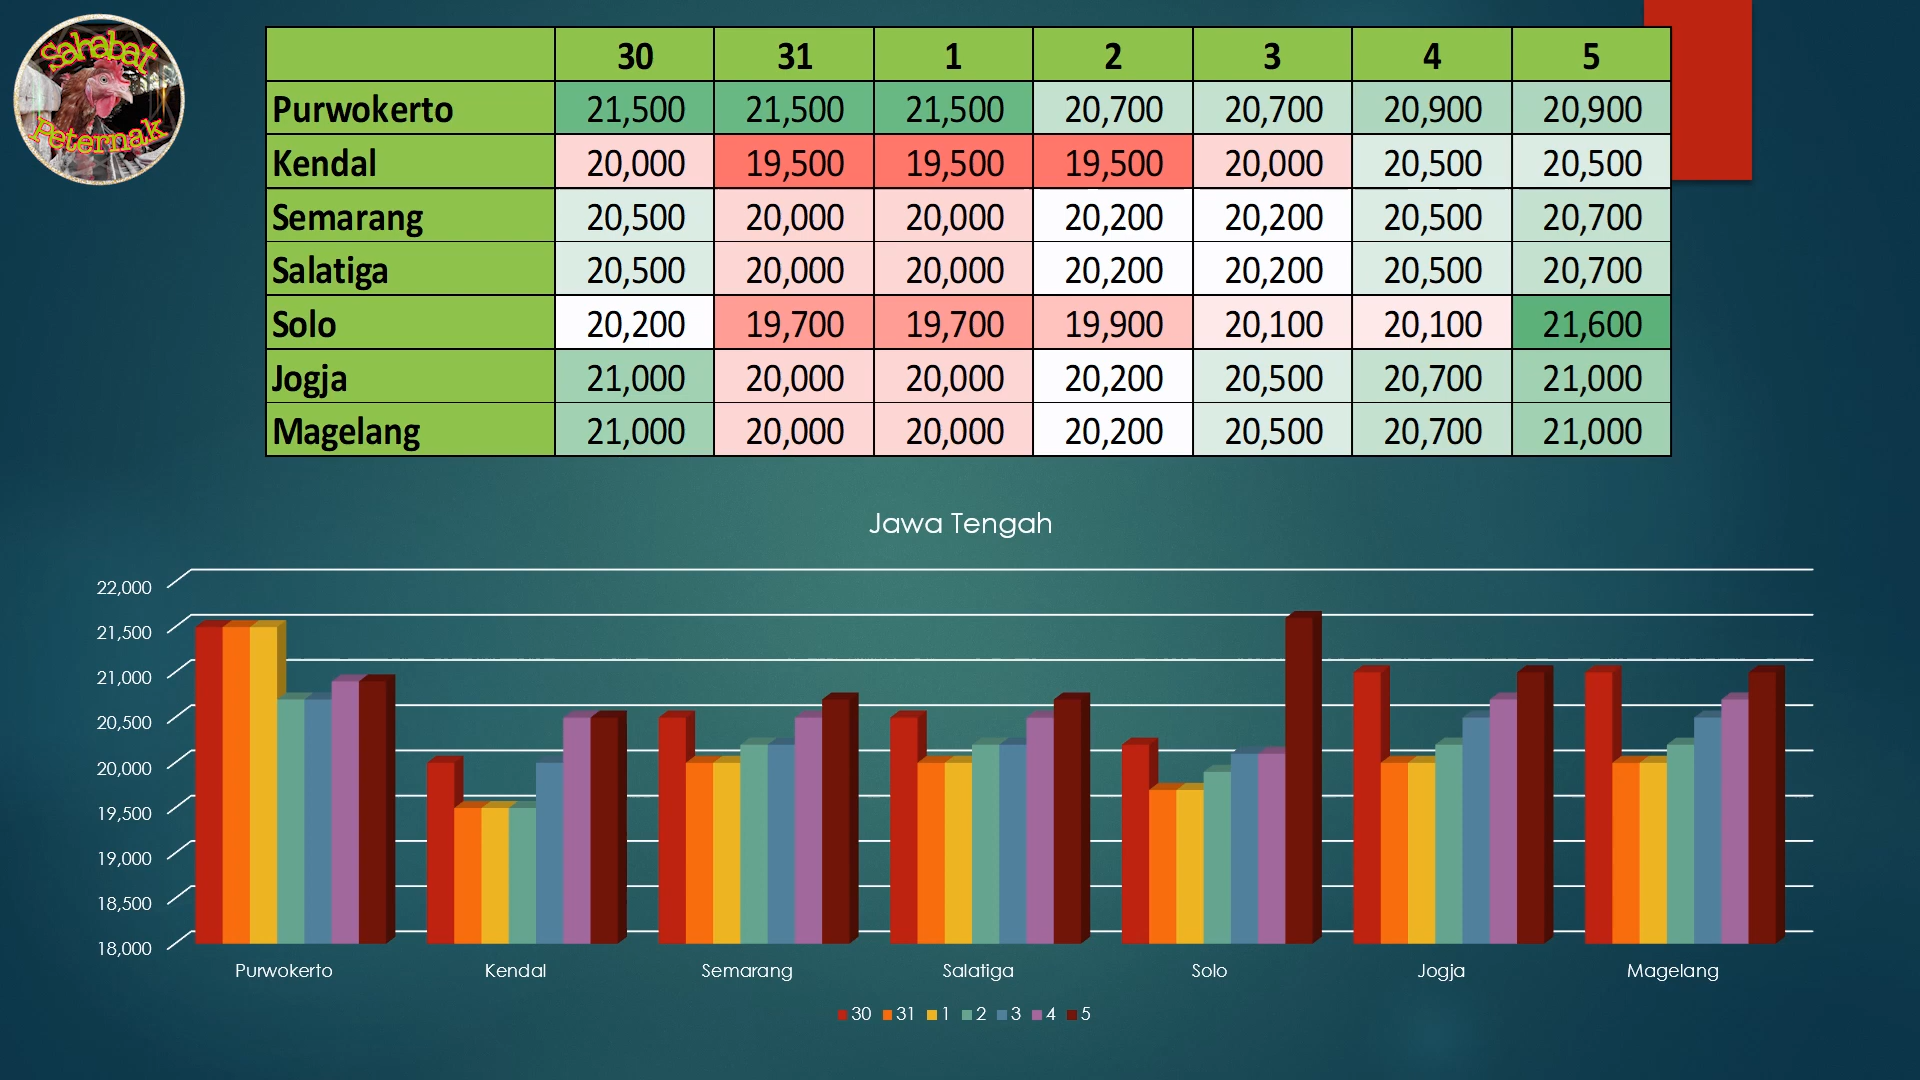 Sahabat
Peternak
30 31 1 2 3 4 5
Purwokerto 21,500 21,500 21,500 20,700 20,700 20,900 20,900
Kendal 20,000 19,500 19,500 19,500 20,000 20,500 20,500
Semarang 20,500 20,000 20,000 20,200 20,200 20,500 20,700
Salatiga 20,500 20,000 20,000 20,200 20,200 20,500 20,700
Solo 20,200 19,700 19,700 19,900 20,100 20,100 21,600
Jogja 21,000 20,000 20,000 20,200 20,500 20,700 21,000
Magelang 21,000 20,000 20,000 20,200 20,500 20,700 21,000
Jawa Tengah
22,000
21,500
21,000
20,500
20,000
19,500
19,000
18,500
18,000
Purwokerto Kendal Semarang Salatiga Solo Jogja Magelang
30 31 1 2 3 4 5